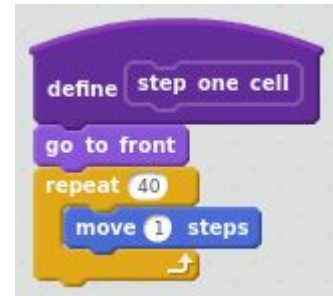 define step one cell
go to front
repeat 40
move 1 steps